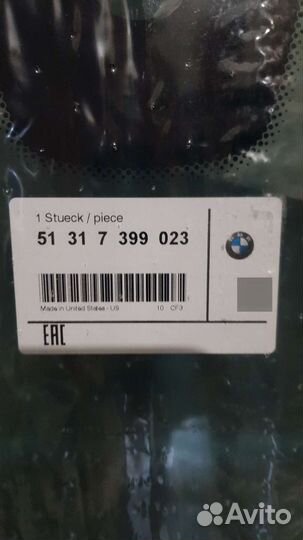 1 Stueck / piece
51 31 7 399 023
Made in United States - US 10 CF3
EAC
Avito